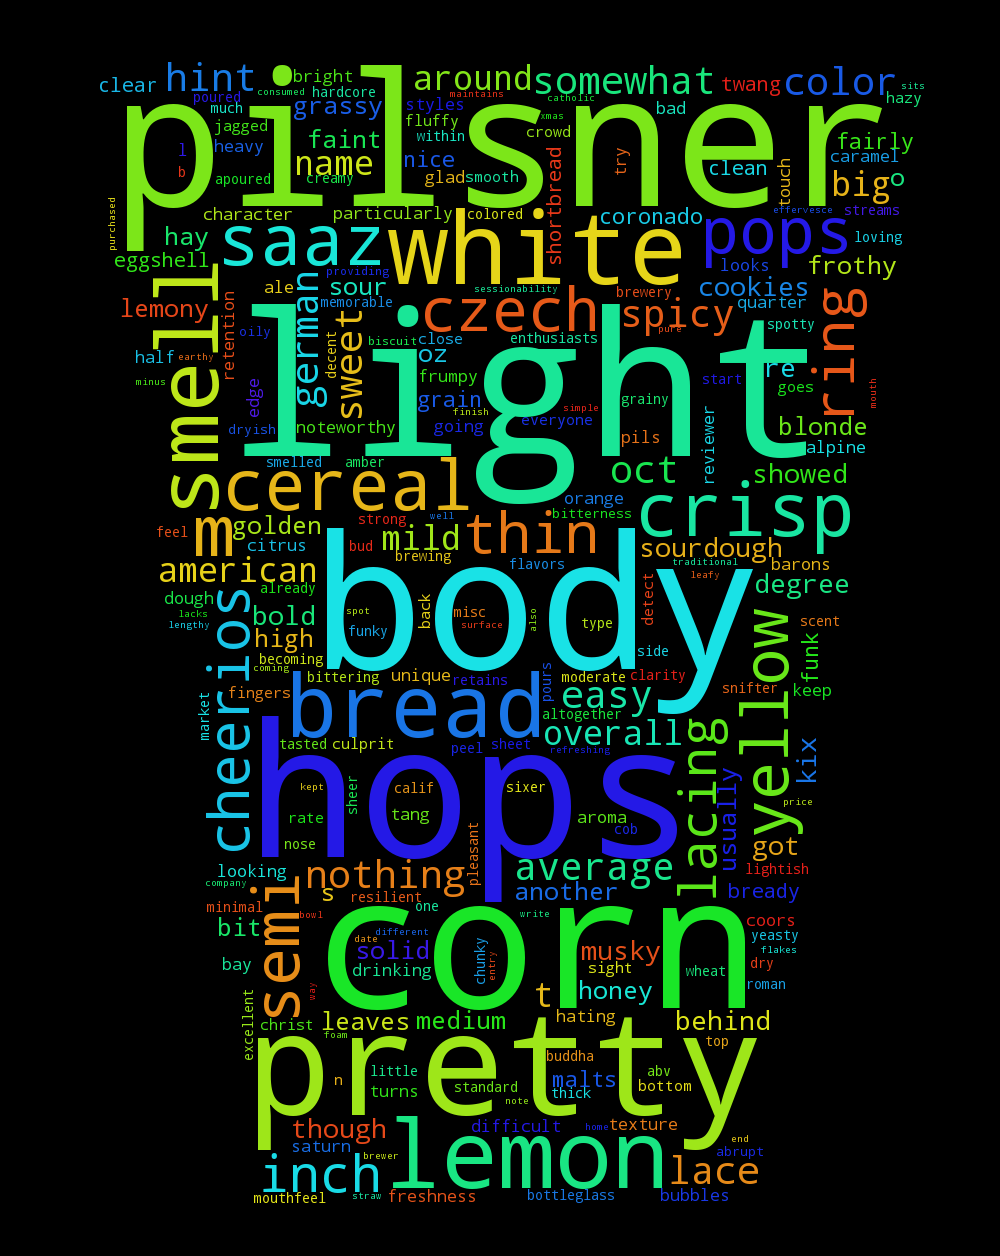 clear hint bright around somewhat twang color sits
poured consumed hardcore maintains catholic hazy
pilsner
much grassy styles xmas bad
jagged faint fluffy within crowd fairly
l heavy name nice try clean touch caramel
b apoured creamy glad smooth shortbread big o
purchased character particularly colored coronado effervesce streams
hay saaz white pops loving
eggshell providing sour looks frothy
lemony retention ale memorable sessionability brewery cookies quarter
smell german czech spicy ring
oily decent biscuit close enthusiasts pure spotty
half earthy sweet oz light re
minus edge frumpy start goes mouth
grain finish simple grainy
dryish noteworthy going everyone pils reviewer blonde
smelled amber alpine
cereal oct showed
orange crisp
m golden strong well thin bitterness
feel citrus bud mild brewing flavors sourdough
american traditional leafy barons
dough already body detect degree
lacks spot back misc also type scent
lengthy bold funky surface
cheerios high becoming side yellow funk
coming bittering unique retains pours moderate clarity snifter keep
fingers bread easy
market altogether
tasted culprit peel sheet refreshing overall lacing kix
kept sheer calif sixer usually price
hops
rate tang aroma cob
nose pleasant got
looking nothing average lightish
company semi s resilient another bready
minimal bowl one write coors
bit date different corn yeasty
solid chunky musky flakes
bay drinking entry sight wheat dry
way t honey roman
excellent christ leaves medium hating behind
foam pretty top
n little buddha abv
turns standard malts bottom
note thick
though difficult home texture end
saturn brewer lemon abrupt
inch lace
mouthfeel straw freshness bottleglass bubbles